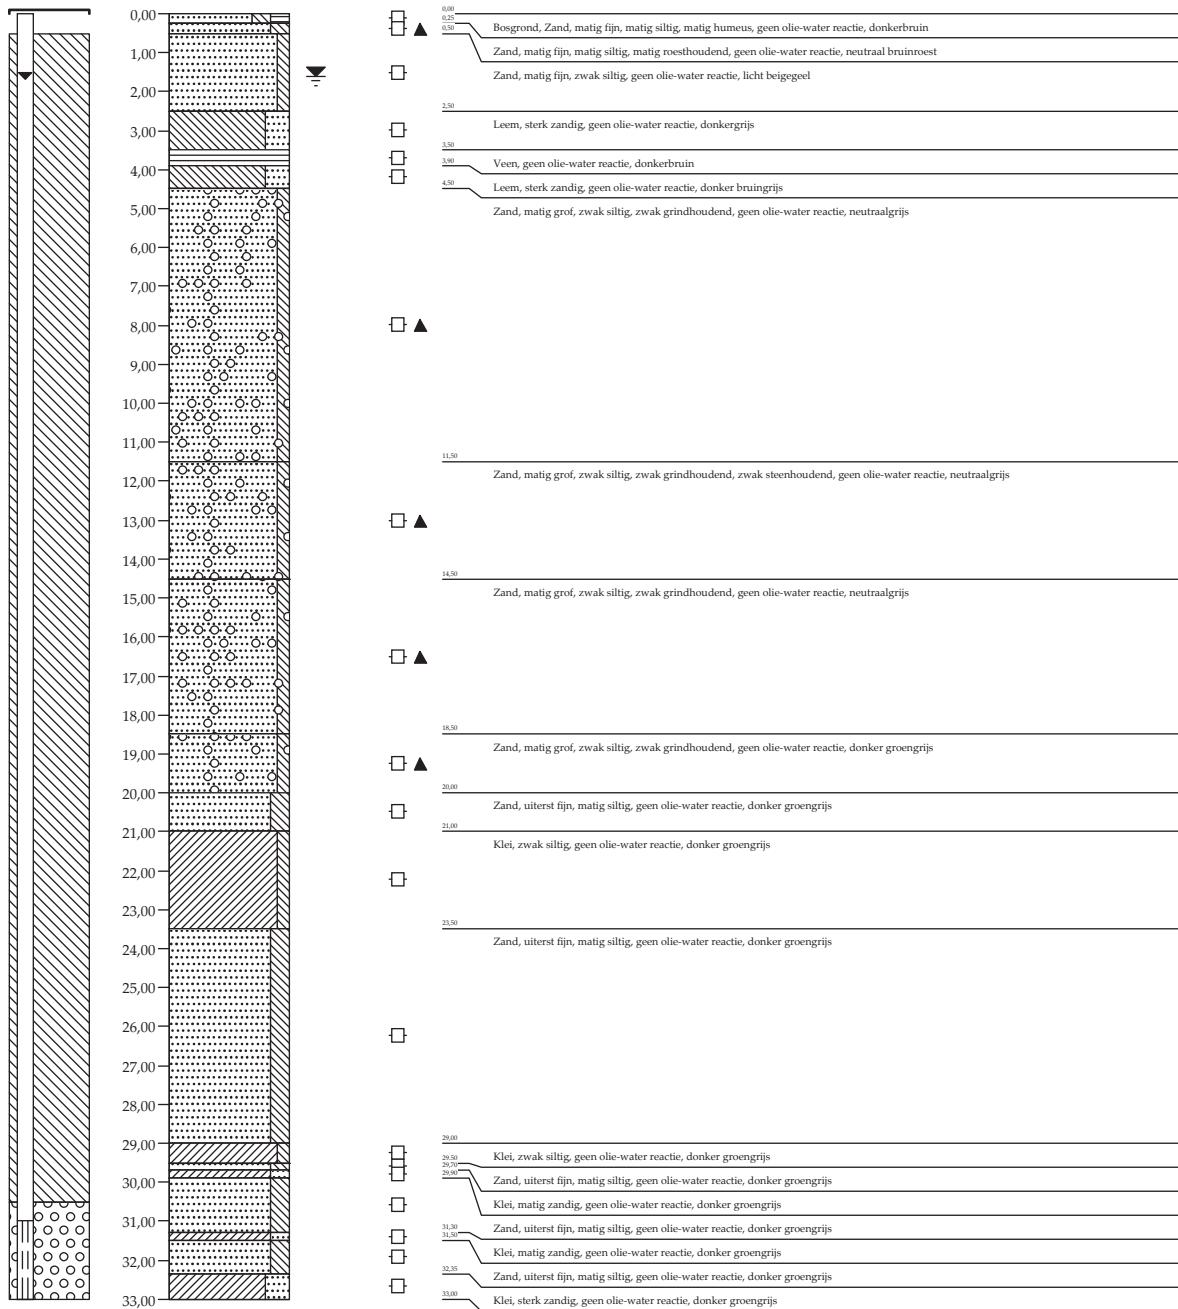 0,00
1,00
2,00
3,00
4,00
5,00
6,00
7,00
8,00
9,00
10,00
11,00
12,00
13,00
14,00
15,00
16,00
17,00
18,00
19,00
20,00
21,00
22,00
23,00
24,00
25,00
26,00
27,00
28,00
29,00
30,00
31,00
32,00
33,00
0,00
0,25
Bosgrond, Zand, matig fijn, matig siltig, matig humeus, geen olie-water reactie, donkerbruin
0,50
Zand, matig fijn, matig siltig, matig roesthoudend, geen olie-water reactie, neutraal bruinroest
Zand, matig fijn, zwak siltig, geen olie-water reactie, licht beigegeel
2,50
Leem, sterk zandig, geen olie-water reactie, donkergrijs
3,50
Veen, geen olie-water reactie, donkerbruin
3,90
Leem, sterk zandig, geen olie-water reactie, donker bruingrijs
4,50
Zand, matig grof, zwak siltig, zwak grindhoudend, geen olie-water reactie, neutraalgrijs
11,50
Zand, matig grof, zwak siltig, zwak grindhoudend, zwak steenhoudend, geen olie-water reactie, neutraalgrijs
14,50
Zand, matig grof, zwak siltig, zwak grindhoudend, geen olie-water reactie, neutraalgrijs
18,50
Zand, matig grof, zwak siltig, zwak grindhoudend, geen olie-water reactie, donker groengrijs
20,00
Zand, uiterst fijn, matig siltig, geen olie-water reactie, donker groengrijs
21,00
Klei, zwak siltig, geen olie-water reactie, donker groengrijs
23,50
Zand, uiterst fijn, matig siltig, geen olie-water reactie, donker groengrijs
29,00
Klei, zwak siltig, geen olie-water reactie, donker groengrijs
29,50
29,70
Zand, uiterst fijn, matig siltig, geen olie-water reactie, donker groengrijs
29,90
Klei, matig zandig, geen olie-water reactie, donker groengrijs
Zand, uiterst fijn, matig siltig, geen olie-water reactie, donker groengrijs
31,30
31,50
Klei, matig zandig, geen olie-water reactie, donker groengrijs
32,35
Zand, uiterst fijn, matig siltig, geen olie-water reactie, donker groengrijs
33,00
Klei, sterk zandig, geen olie-water reactie, donker groengrijs